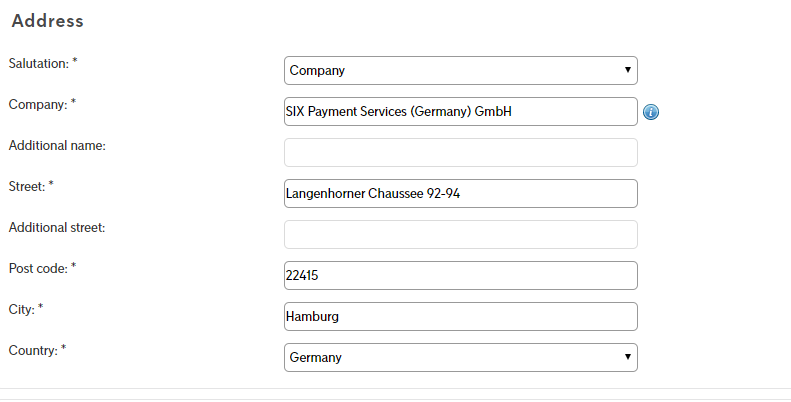 Address
Salutation: * Company
Company: * SIX Payment Services (Germany) GmbH
Additional name:
Street: * Langenhorner Chaussee 92-94
Additional street:
Post code: * 22415
City: * Hamburg
Country: * Germany